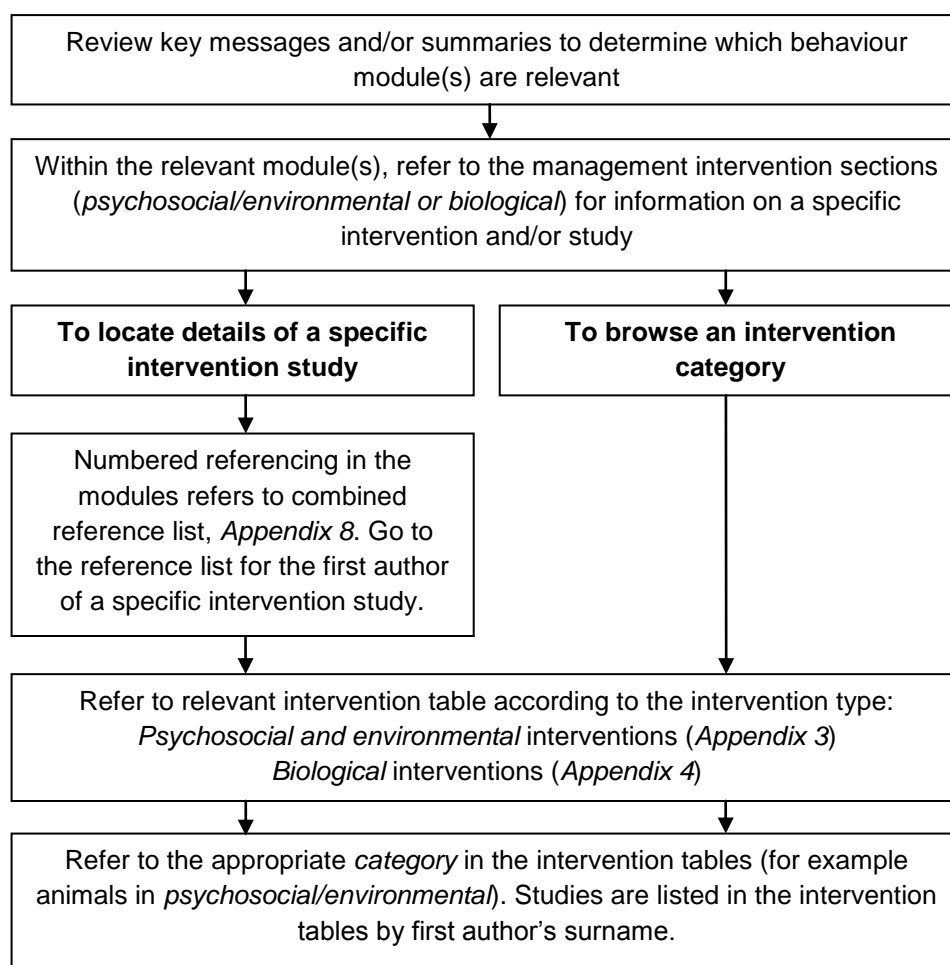 Review key messages and/or summaries to determine which behaviour
module(s) are relevant
Within the relevant module(s), refer to the management intervention sections
(psychosocial/environmental or biological) for information on a specific
intervention and/or study
To locate details of a specific
intervention study
To browse an intervention
category
Numbered referencing in the
modules refers to combined
reference list, Appendix 8. Go to
the reference list for the first author
of a specific intervention study.
Refer to relevant intervention table according to the intervention type:
Psychosocial and environmental interventions (Appendix 3)
Biological interventions (Appendix 4)
Refer to the appropriate category in the intervention tables (for example
animals in psychosocial/environmental). Studies are listed in the intervention
tables by first author’s surname.